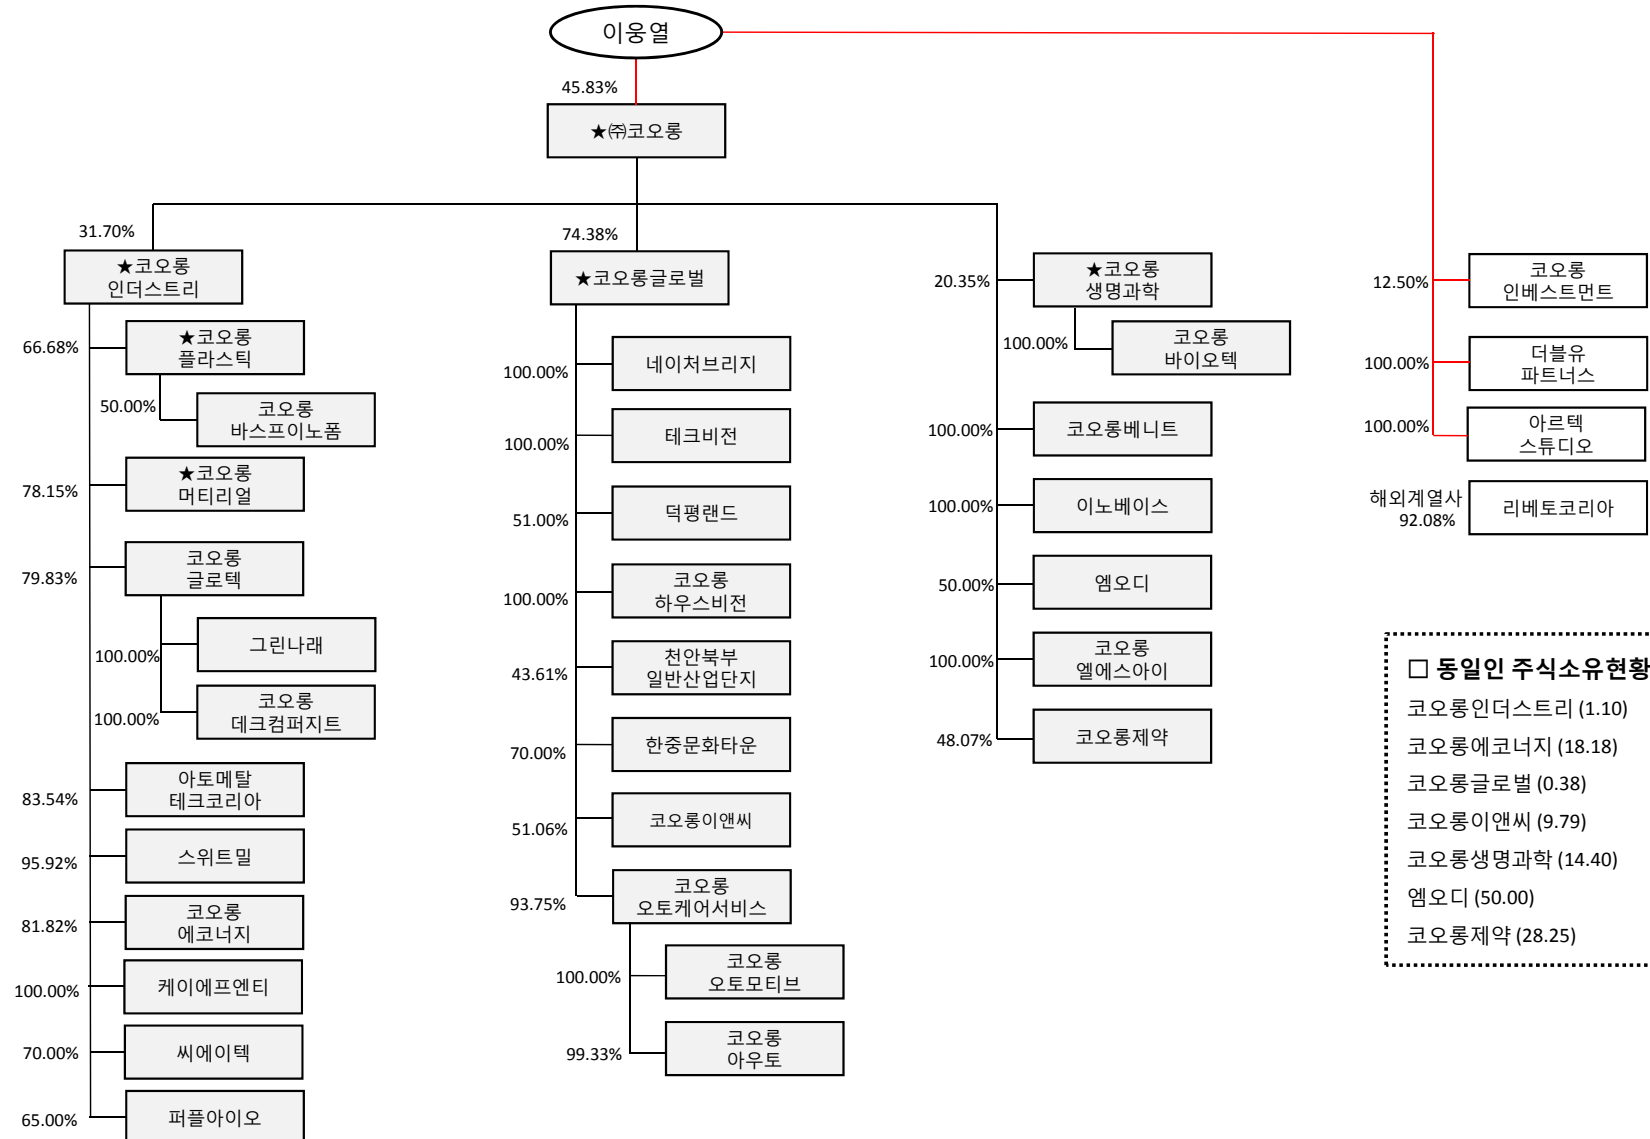 이웅열
45.83%
★㈜코오롱
31.70%
★코오롱
인더스트리
66.68%
★코오롱
플라스틱
50.00%
코오롱
바스프이노폼
78.15%
★코오롱
머티리얼
79.83%
코오롱
글로텍
100.00%
그린나래
100.00%
코오롱
데크컴퍼지트
83.54%
아토메탈
테크코리아
95.92%
스위트밀
81.82%
코오롱
에코너지
100.00%
케이에프엔티
70.00%
씨에이텍
65.00%
퍼플아이오
74.38%
★코오롱글로벌
100.00%
네이처브리지
100.00%
테크비전
51.00%
덕평랜드
100.00%
코오롱
하우스비전
43.61%
천안북부
일반산업단지
70.00%
한중문화타운
51.06%
코오롱이앤씨
93.75%
코오롱
오토케어서비스
100.00%
코오롱
오토모티브
99.33%
코오롱
아우토
20.35%
★코오롱
생명과학
100.00%
코오롱
바이오텍
100.00%
코오롱베니트
100.00%
이노베이스
50.00%
엠오디
100.00%
코오롱
엘에스아이
48.07%
코오롱제약
12.50%
코오롱
인베스트먼트
100.00%
더블유
파트너스
100.00%
아르텍
스튜디오
해외계열사
92.08%
리베토코리아
□ 동일인 주식소유현황
코오롱인더스트리 (1.10)
코오롱에코너지 (18.18)
코오롱글로벌 (0.38)
코오롱이앤씨 (9.79)
코오롱생명과학 (14.40)
엠오디 (50.00)
코오롱제약 (28.25)